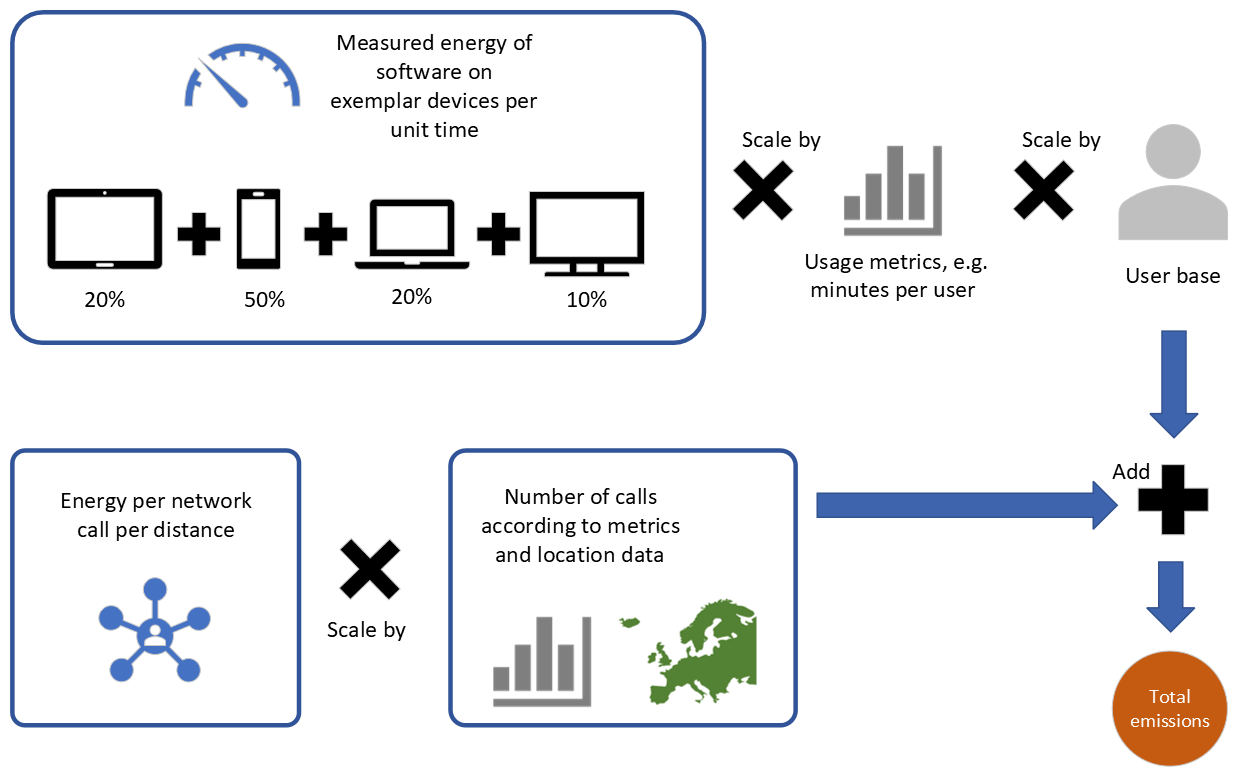 Measured energy of
software on
exemplar devices per
unit time
20%
50%
20%
10%
Scale by
Usage metrics, e.g.
minutes per user
Scale by
User base
Energy per network
call per distance
Scale by
Number of calls
according to metrics
and location data
Add
Total
emissions